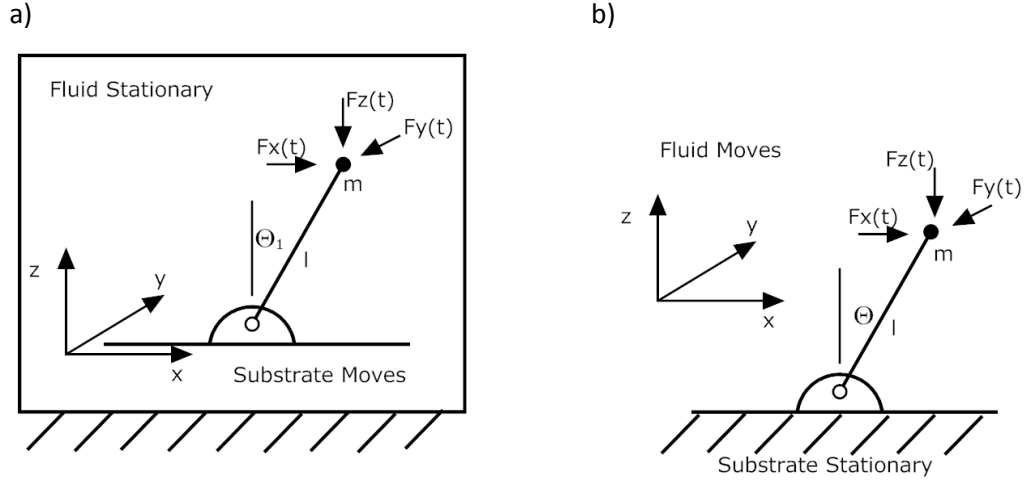 a)
Fluid Stationary
Fz(t)
Fy(t)
Fx(t)
m
Θ1
l
z
y
x
Substrate Moves
b)
Fluid Moves
Fz(t)
Fy(t)
Fx(t)
m
z
y
x
Θ
l
Substrate Stationary